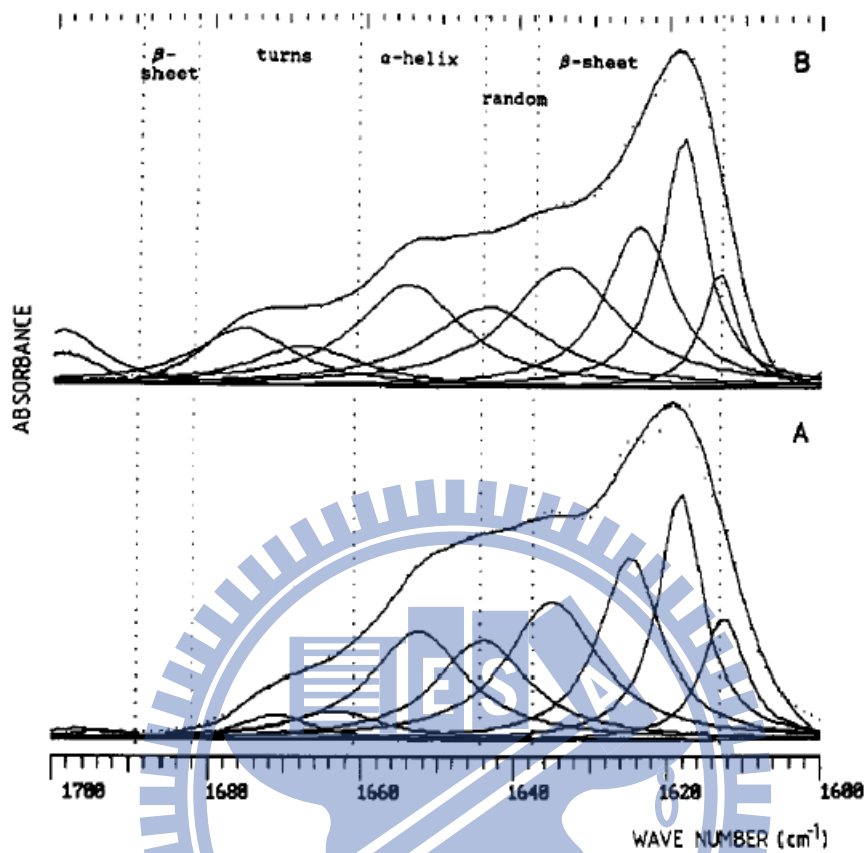 β-
sheet
turns
α-helix
random
β-sheet
B
ABSORBANCE
A
E S A
1700 1680 1660 1640 1620 1600
WAVE NUMBER (cm⁻¹)